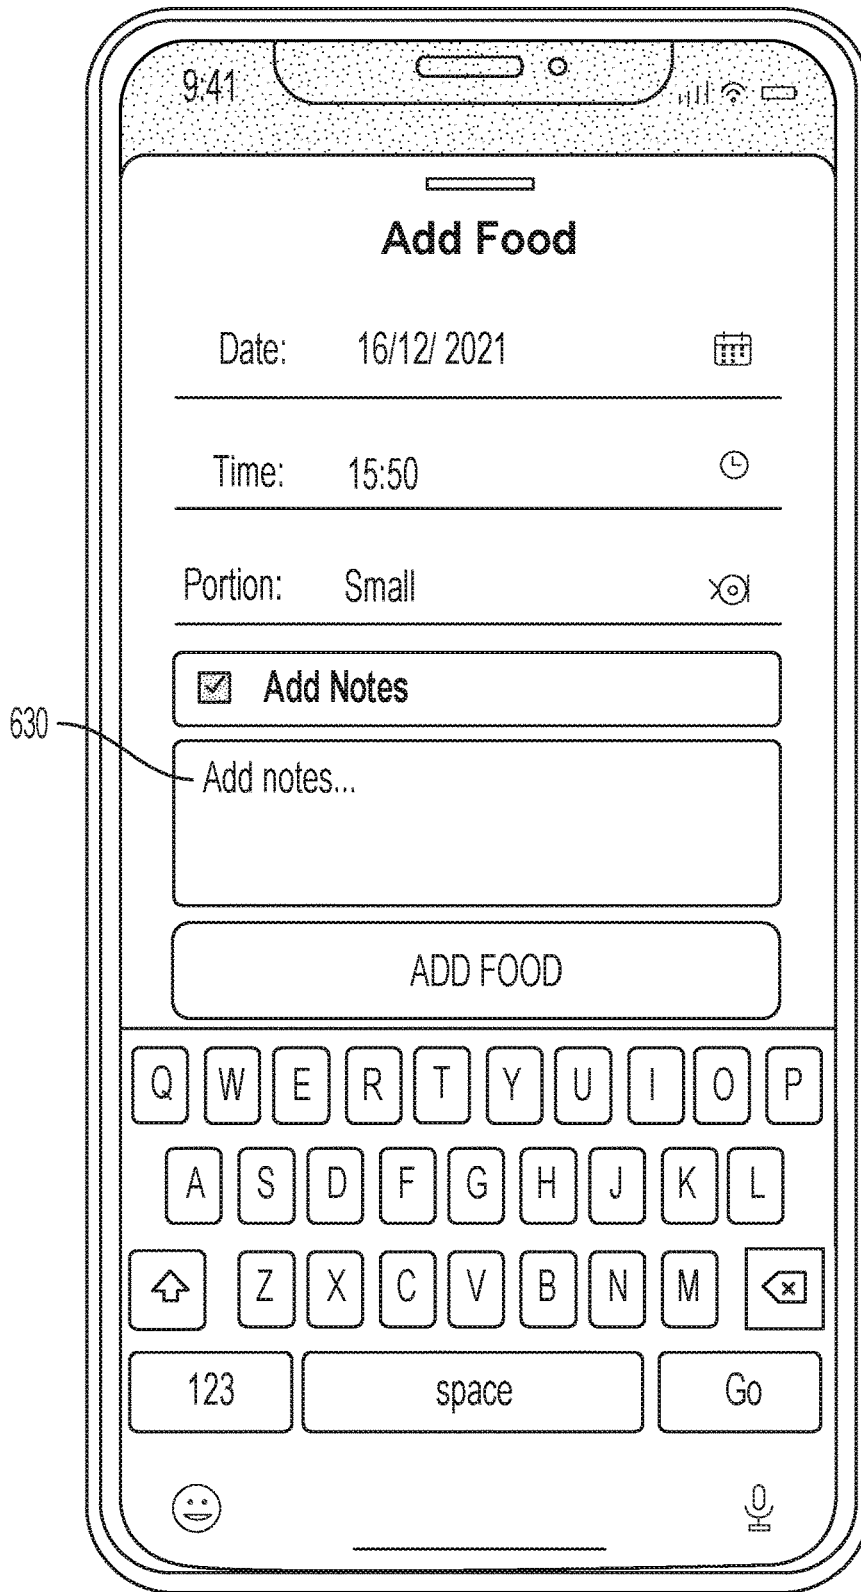 9:41
Add Food
Date: 16/12/ 2021
Time: 15:50
Portion: Small
Add Notes
630
Add notes...
ADD FOOD
Q W E R T Y U I O P
A S D F G H J K L
Z X C V B N M
123 space Go